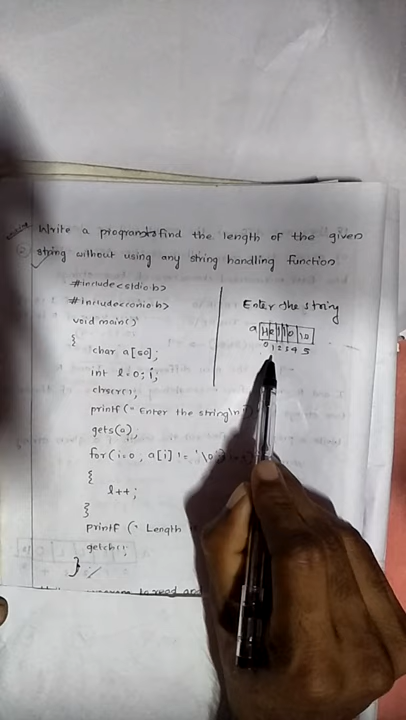 Write a program to find the length of the given
string without using any string handling function
#include<stdio.h>
#include<conio.h>
void main()
{
char a[50];
int l=0,i;
clrscr();
printf("Enter the string\n
gets(a);
for(i=0, a[i]!='\0
{
l++;
}
printf("Length
getch();
}
Enter the string
a H e l l o \0
0 1 2 3 4 5